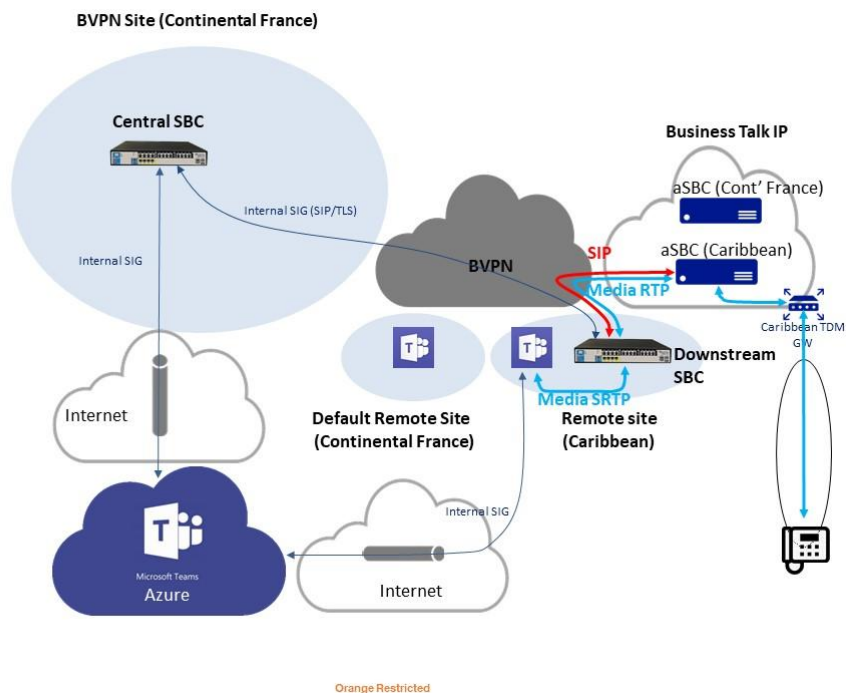 BVPN Site (Continental France)
Central SBC
Business Talk IP
aSBC (Cont’ France)
Internal SIG (SIP/TLS)
aSBC (Caribbean)
SIP
Internal SIG
BVPN
Media RTP
Caribbean TDM
GW
T
T
Downstream
SBC
Media SRTP
Internet
Default Remote Site
(Continental France)
Remote site
(Caribbean)
Internal SIG
T
Microsoft Teams
Azure
Internet
Orange Restricted